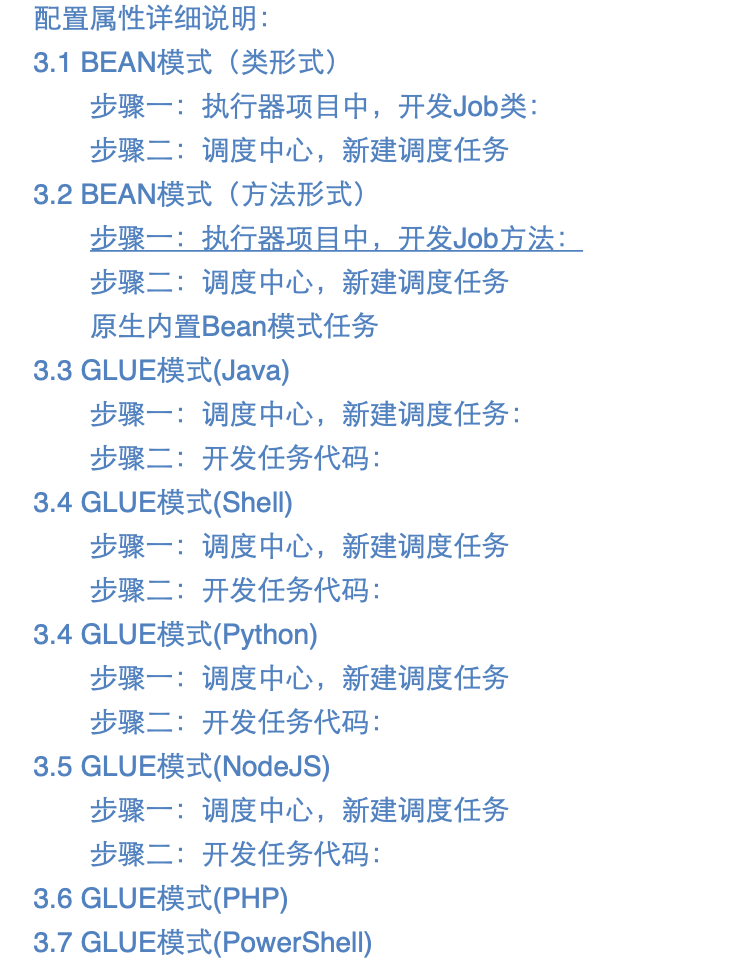 配置属性详细说明：
3.1 BEAN模式（类形式）
步骤一：执行器项目中，开发Job类：
步骤二：调度中心，新建调度任务
3.2 BEAN模式（方法形式）
步骤一：执行器项目中，开发Job方法：
步骤二：调度中心，新建调度任务
原生内置Bean模式任务
3.3 GLUE模式(Java)
步骤一：调度中心，新建调度任务：
步骤二：开发任务代码：
3.4 GLUE模式(Shell)
步骤一：调度中心，新建调度任务
步骤二：开发任务代码：
3.4 GLUE模式(Python)
步骤一：调度中心，新建调度任务
步骤二：开发任务代码：
3.5 GLUE模式(NodeJS)
步骤一：调度中心，新建调度任务
步骤二：开发任务代码：
3.6 GLUE模式(PHP)
3.7 GLUE模式(PowerShell)